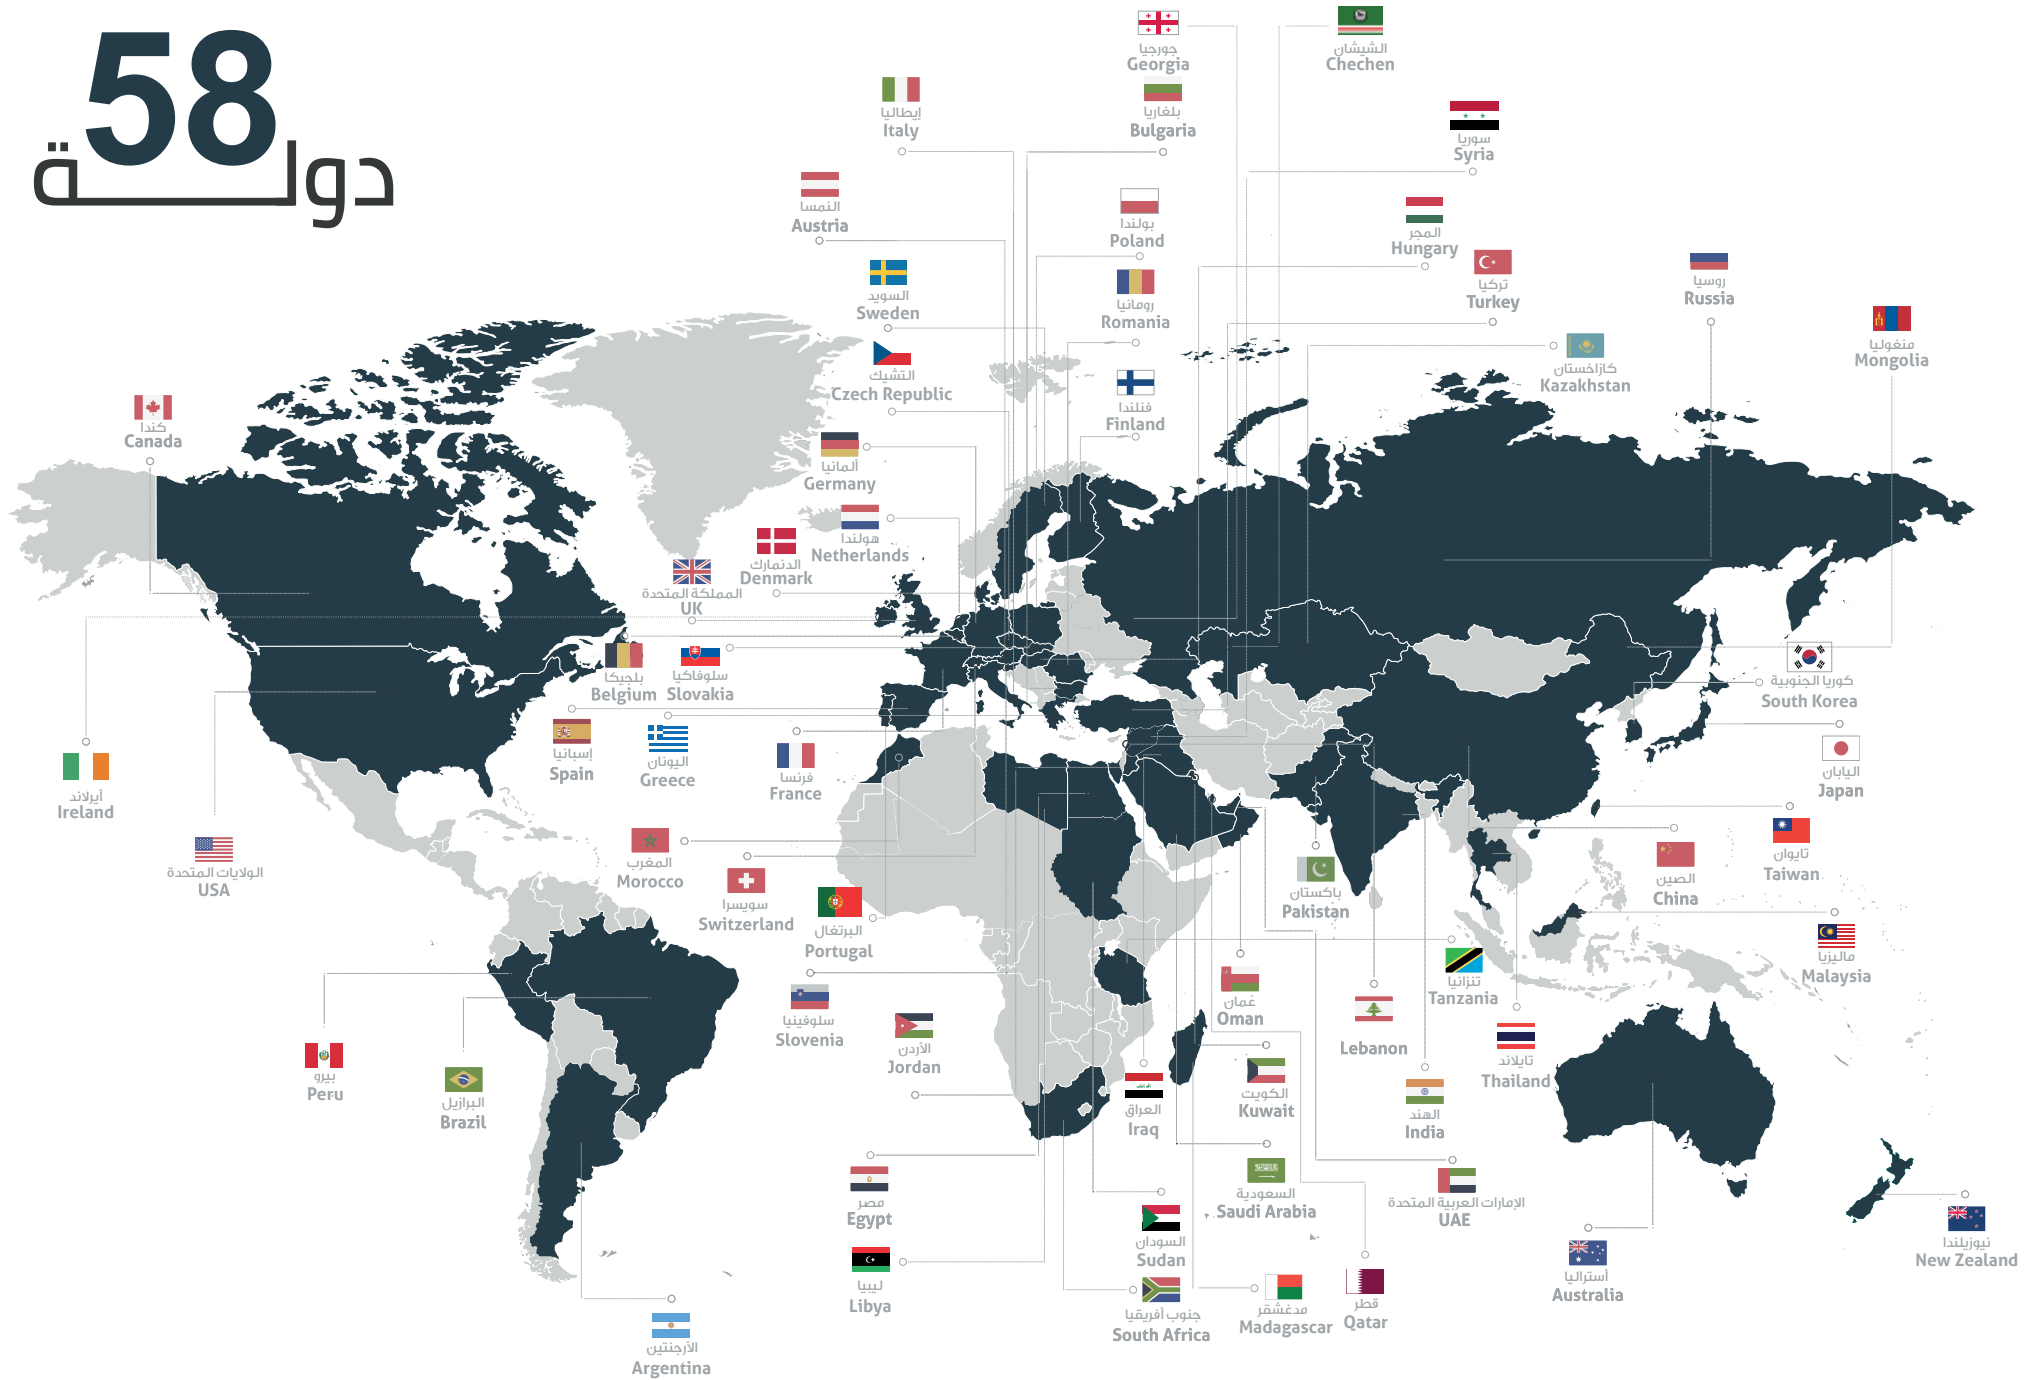 58
دولة
جورجيا
Georgia
الشيشان
Chechen
إيطاليا
Italy
بلغاريا
Bulgaria
سوريا
Syria
النمسا
Austria
بولندا
Poland
المجر
Hungary
السويد
Sweden
رومانيا
Romania
تركيا
Turkey
روسيا
Russia
منغوليا
Mongolia
التشيك
Czech Republic
كازاخستان
Kazakhstan
كندا
Canada
فنلندا
Finland
ألمانيا
Germany
هولندا
Netherlands
الدنمارك
Denmark
المملكة المتحدة
UK
بلجيكا
Belgium
سلوفاكيا
Slovakia
كوريا الجنوبية
South Korea
إسبانيا
Spain
اليونان
Greece
فرنسا
France
اليابان
Japan
أيرلاند
Ireland
الولايات المتحدة
USA
المغرب
Morocco
سويسرا
Switzerland
البرتغال
Portugal
باكستان
Pakistan
الصين
China
تايوان
Taiwan
ماليزيا
Malaysia
تنزانيا
Tanzania
عُمان
Oman
سلوفينيا
Slovenia
الأردن
Jordan
Lebanon
تايلاند
Thailand
بيرو
Peru
البرازيل
Brazil
العراق
Iraq
الكويت
Kuwait
الهند
India
مصر
Egypt
السعودية
Saudi Arabia
الإمارات العربية المتحدة
UAE
السودان
Sudan
نيوزيلندا
New Zealand
ليبيا
Libya
جنوب أفريقيا
South Africa
مدغشقر
Madagascar
قطر
Qatar
أستراليا
Australia
الأرجنتين
Argentina